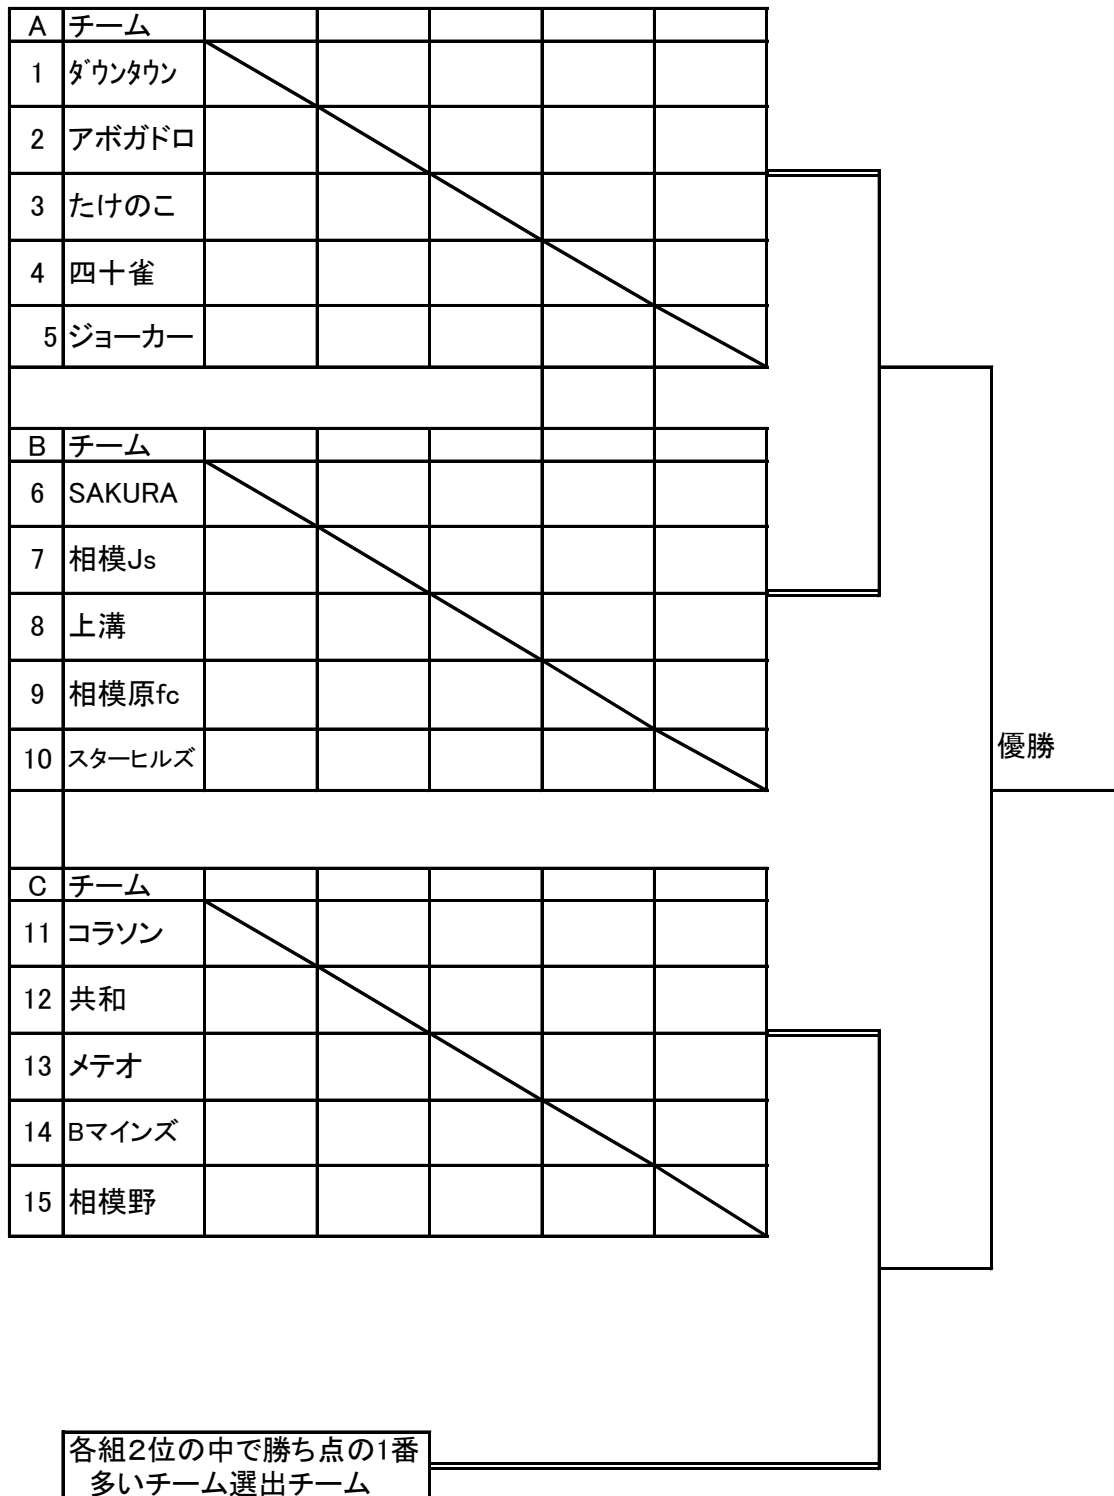 A チーム
1 ﾀﾞｳﾝﾀｳﾝ
2 アボガドロ
3 たけのこ
4 四十雀
5 ジョーカー
B チーム
6 SAKURA
7 相模Js
8 上溝
9 相模原fc
10 スターヒルズ
優勝
C チーム
11 コラソン
12 共和
13 メテオ
14 Bマインズ
15 相模野
各組２位の中で勝ち点の1番
多いチーム選出チーム